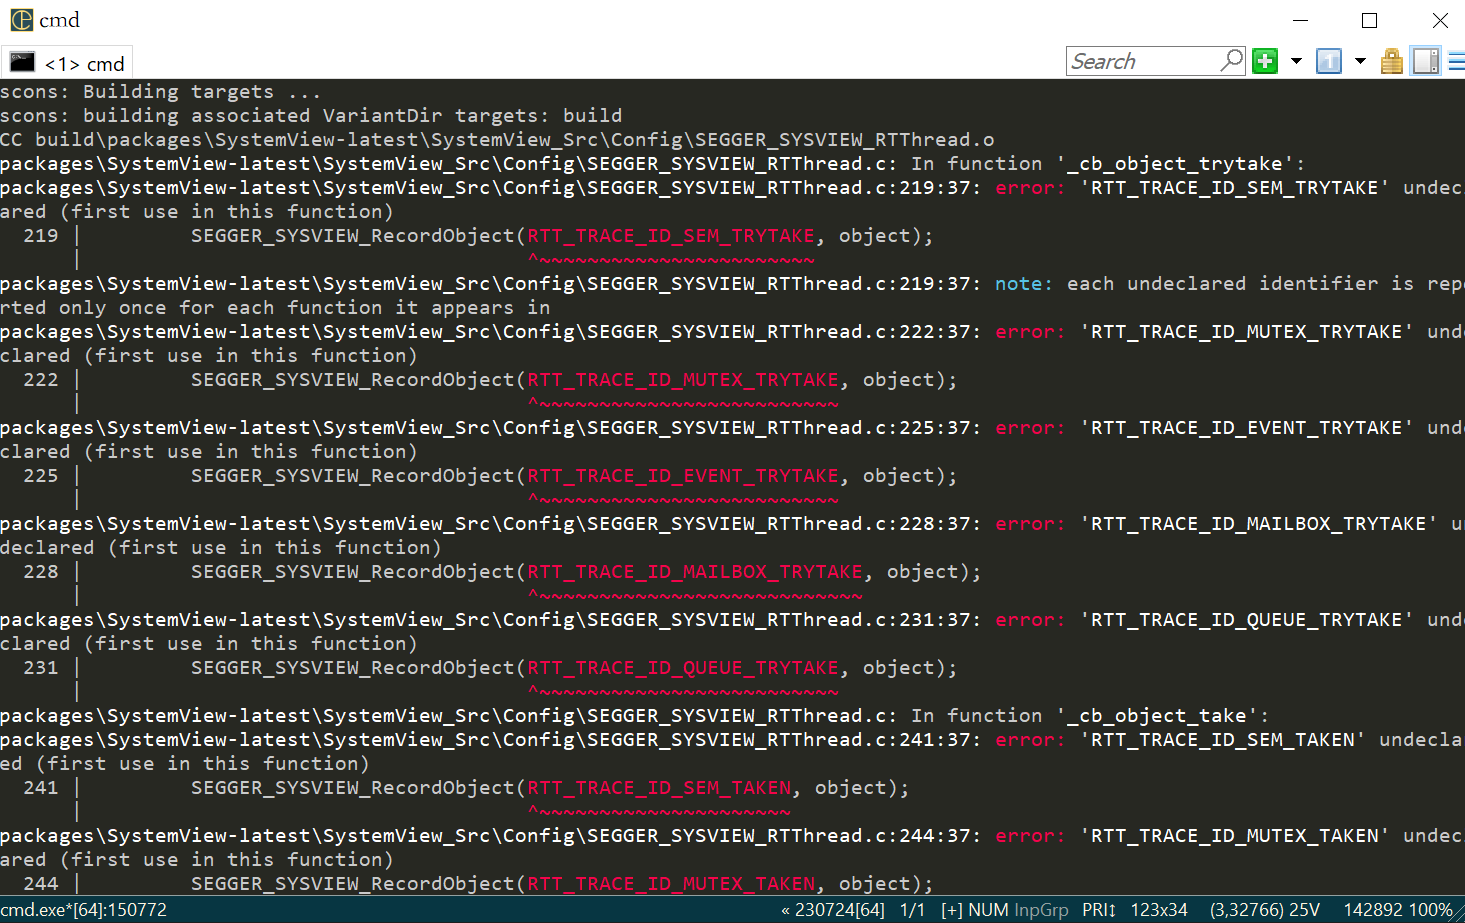 cmd
<1> cmd
Search
scons: Building targets ...
scons: building associated VariantDir targets: build
CC build\packages\SystemView-latest\SystemView_Src\Config\SEGGER_SYSVIEW_RTThread.o
packages\SystemView-latest\SystemView_Src\Config\SEGGER_SYSVIEW_RTThread.c: In function '_cb_object_trytake':
packages\SystemView-latest\SystemView_Src\Config\SEGGER_SYSVIEW_RTThread.c:219:37: error: 'RTT_TRACE_ID_SEM_TRYTAKE' undecl
ared (first use in this function)
219 | SEGGER_SYSVIEW_RecordObject(RTT_TRACE_ID_SEM_TRYTAKE, object);
| ^~~~~~~~~~~~~~~~~~~~~~~~
packages\SystemView-latest\SystemView_Src\Config\SEGGER_SYSVIEW_RTThread.c:219:37: note: each undeclared identifier is repo
rted only once for each function it appears in
packages\SystemView-latest\SystemView_Src\Config\SEGGER_SYSVIEW_RTThread.c:222:37: error: 'RTT_TRACE_ID_MUTEX_TRYTAKE' unde
clared (first use in this function)
222 | SEGGER_SYSVIEW_RecordObject(RTT_TRACE_ID_MUTEX_TRYTAKE, object);
| ^~~~~~~~~~~~~~~~~~~~~~~~~~
packages\SystemView-latest\SystemView_Src\Config\SEGGER_SYSVIEW_RTThread.c:225:37: error: 'RTT_TRACE_ID_EVENT_TRYTAKE' unde
clared (first use in this function)
225 | SEGGER_SYSVIEW_RecordObject(RTT_TRACE_ID_EVENT_TRYTAKE, object);
| ^~~~~~~~~~~~~~~~~~~~~~~~~~
packages\SystemView-latest\SystemView_Src\Config\SEGGER_SYSVIEW_RTThread.c:228:37: error: 'RTT_TRACE_ID_MAILBOX_TRYTAKE' un
declared (first use in this function)
228 | SEGGER_SYSVIEW_RecordObject(RTT_TRACE_ID_MAILBOX_TRYTAKE, object);
| ^~~~~~~~~~~~~~~~~~~~~~~~~~~~
packages\SystemView-latest\SystemView_Src\Config\SEGGER_SYSVIEW_RTThread.c:231:37: error: 'RTT_TRACE_ID_QUEUE_TRYTAKE' unde
clared (first use in this function)
231 | SEGGER_SYSVIEW_RecordObject(RTT_TRACE_ID_QUEUE_TRYTAKE, object);
| ^~~~~~~~~~~~~~~~~~~~~~~~~~
packages\SystemView-latest\SystemView_Src\Config\SEGGER_SYSVIEW_RTThread.c: In function '_cb_object_take':
packages\SystemView-latest\SystemView_Src\Config\SEGGER_SYSVIEW_RTThread.c:241:37: error: 'RTT_TRACE_ID_SEM_TAKEN' undeclar
ed (first use in this function)
241 | SEGGER_SYSVIEW_RecordObject(RTT_TRACE_ID_SEM_TAKEN, object);
| ^~~~~~~~~~~~~~~~~~~~~~
packages\SystemView-latest\SystemView_Src\Config\SEGGER_SYSVIEW_RTThread.c:244:37: error: 'RTT_TRACE_ID_MUTEX_TAKEN' undecl
ared (first use in this function)
244 | SEGGER_SYSVIEW_RecordObject(RTT_TRACE_ID_MUTEX_TAKEN, object);
cmd.exe*[64]:150772 « 230724[64] 1/1 [+] NUM InpGrp PRI↕ 123x34 (3,32766) 25V 142892 100%